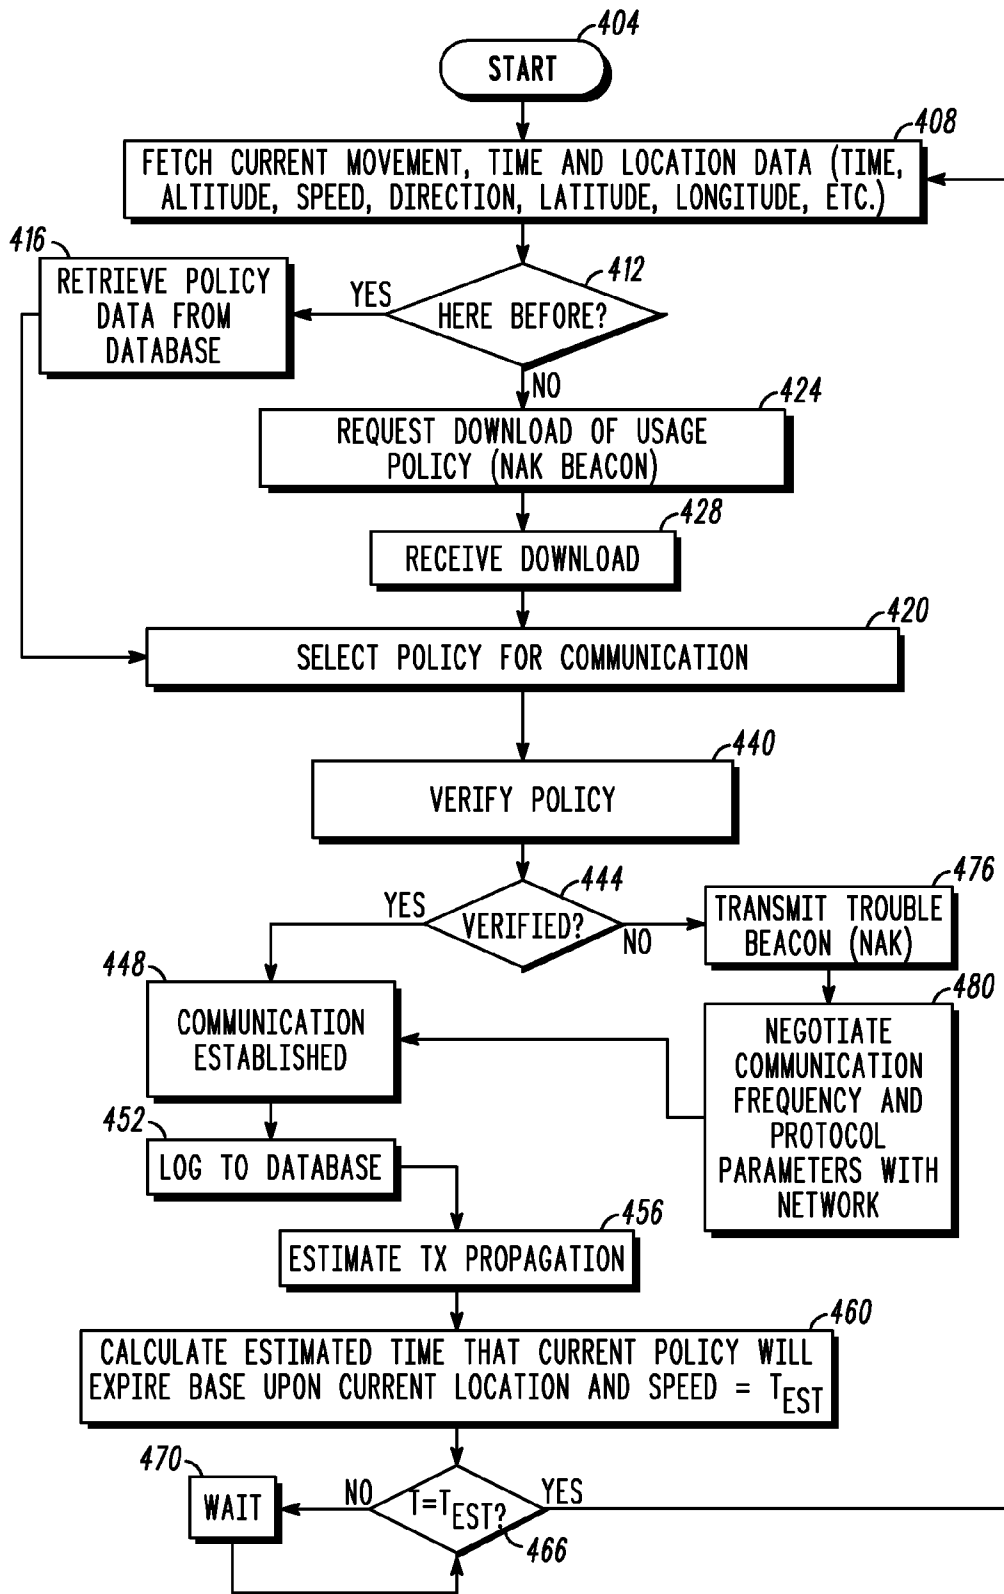 404
START
408
FETCH CURRENT MOVEMENT, TIME AND LOCATION DATA (TIME,
ALTITUDE, SPEED, DIRECTION, LATITUDE, LONGITUDE, ETC.)
416
RETRIEVE POLICY
DATA FROM
DATABASE
YES
412
HERE BEFORE?
NO
424
REQUEST DOWNLOAD OF USAGE
POLICY (NAK BEACON)
428
RECEIVE DOWNLOAD
420
SELECT POLICY FOR COMMUNICATION
440
VERIFY POLICY
444
YES
VERIFIED?
NO
476
TRANSMIT TROUBLE
BEACON (NAK)
448
COMMUNICATION
ESTABLISHED
480
NEGOTIATE
COMMUNICATION
FREQUENCY AND
PROTOCOL
PARAMETERS WITH
NETWORK
452
LOG TO DATABASE
456
ESTIMATE TX PROPAGATION
460
CALCULATE ESTIMATED TIME THAT CURRENT POLICY WILL
EXPIRE BASE UPON CURRENT LOCATION AND SPEED = TEST
470
WAIT
NO
T=TEST?
YES
466